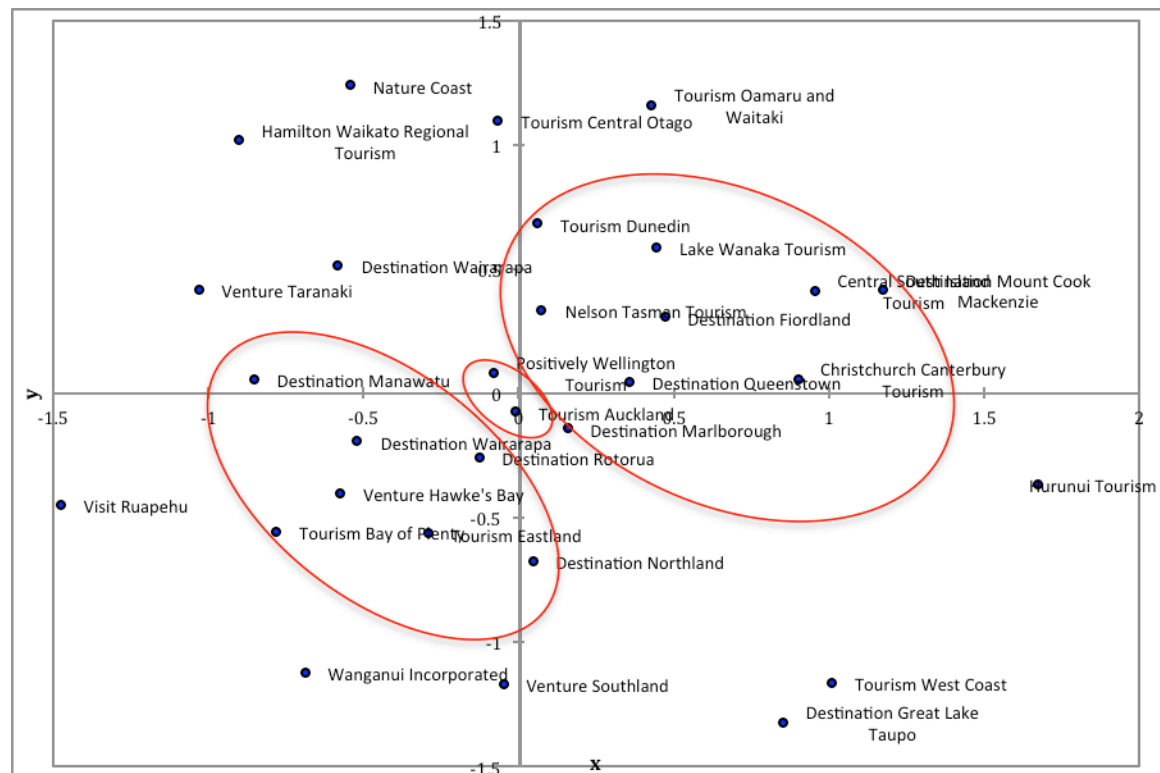 1.5
Nature Coast
Tourism Oamaru and
Waitaki
Tourism Central Otago
Hamilton Waikato Regional
Tourism
1
Tourism Dunedin
Lake Wanaka Tourism
Destination Wairarapa
0.5
Venture Taranaki
Central South Island
Tourism
Destination Mount Cook
Mackenzie
Nelson Tasman Tourism
Destination Fiordland
Positively Wellington
Tourism
Christchurch Canterbury
Tourism
Destination Manawatu
Destination Queenstown
y
0
-1.5
-1
-0.5
0
0.5
1
1.5
2
Tourism Auckland
Destination Marlborough
Destination Wairarapa
Destination Rotorua
Hurunui Tourism
Venture Hawke's Bay
Visit Ruapehu
-0.5
Tourism Bay of Plenty
Tourism Eastland
Destination Northland
-1
Wanganui Incorporated
Venture Southland
Tourism West Coast
Destination Great Lake
Taupo
-1.5
x